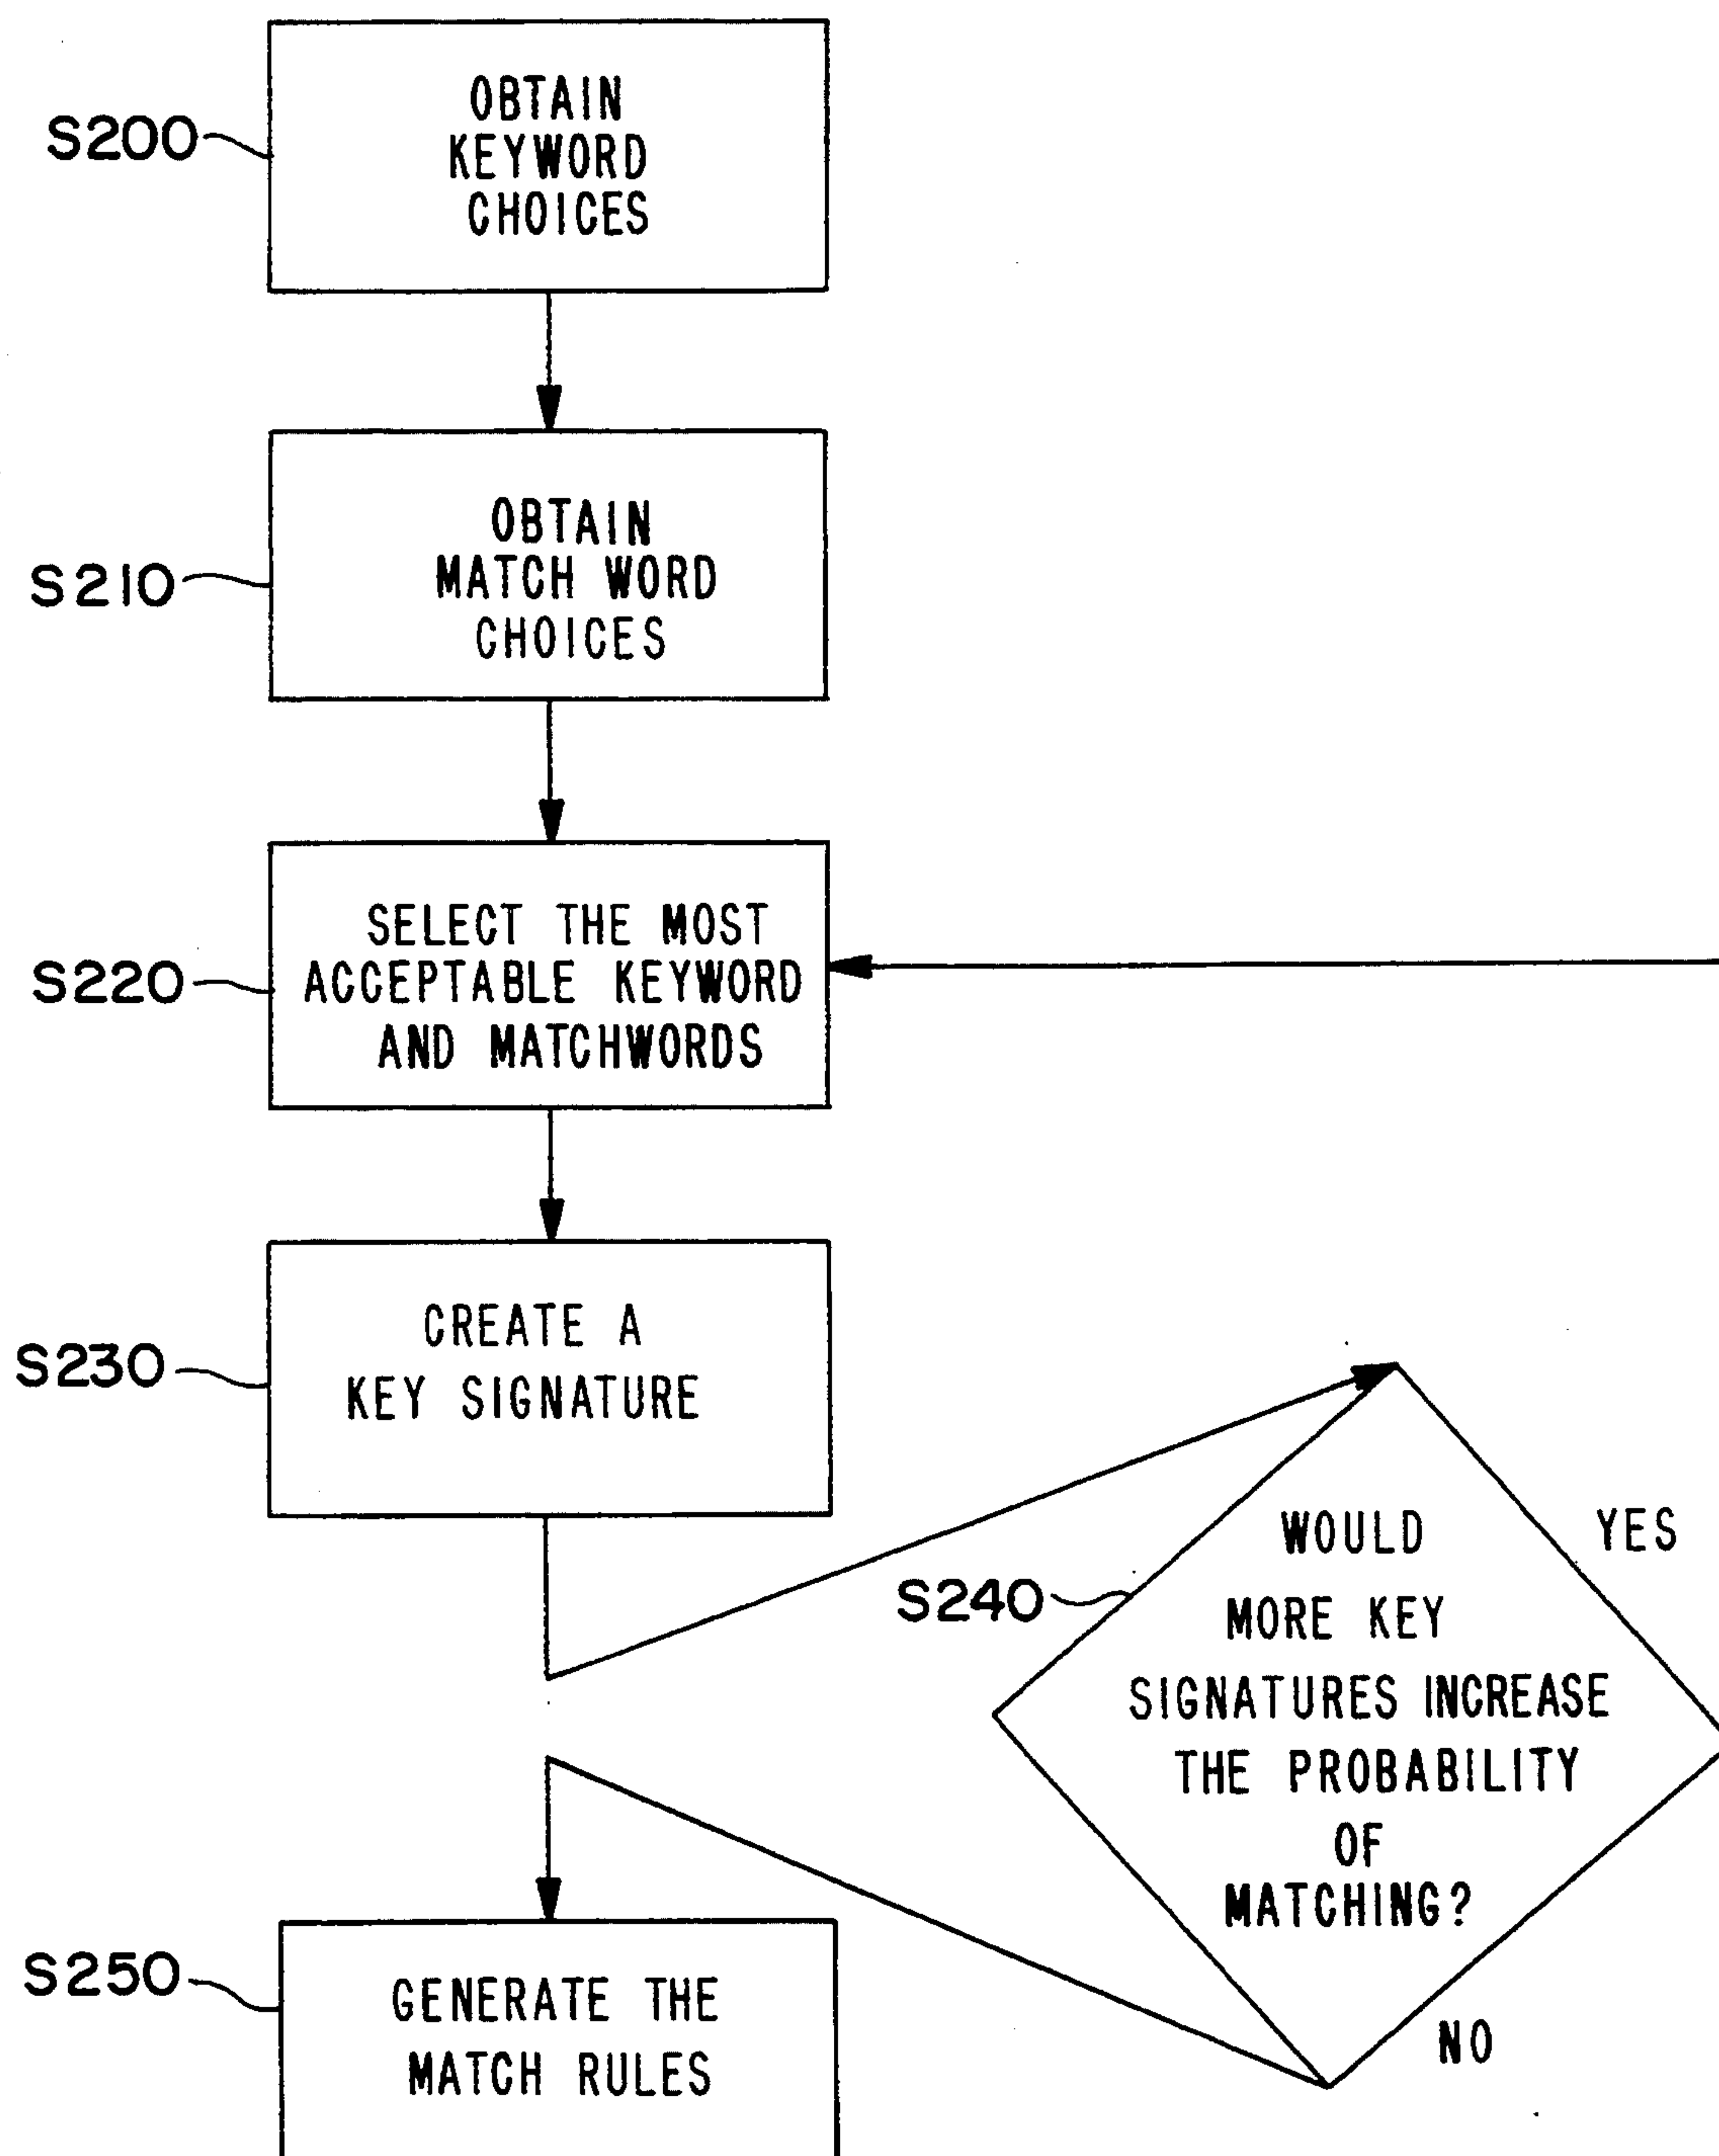 S200
OBTAIN
KEYWORD
CHOICES
S210
OBTAIN
MATCH WORD
CHOICES
S220
SELECT THE MOST
ACCEPTABLE KEYWORD
AND MATCHWORDS
S230
CREATE A
KEY SIGNATURE
S240
WOULD
MORE KEY
SIGNATURES INCREASE
THE PROBABILITY
OF
MATCHING?
YES
NO
S250
GENERATE THE
MATCH RULES